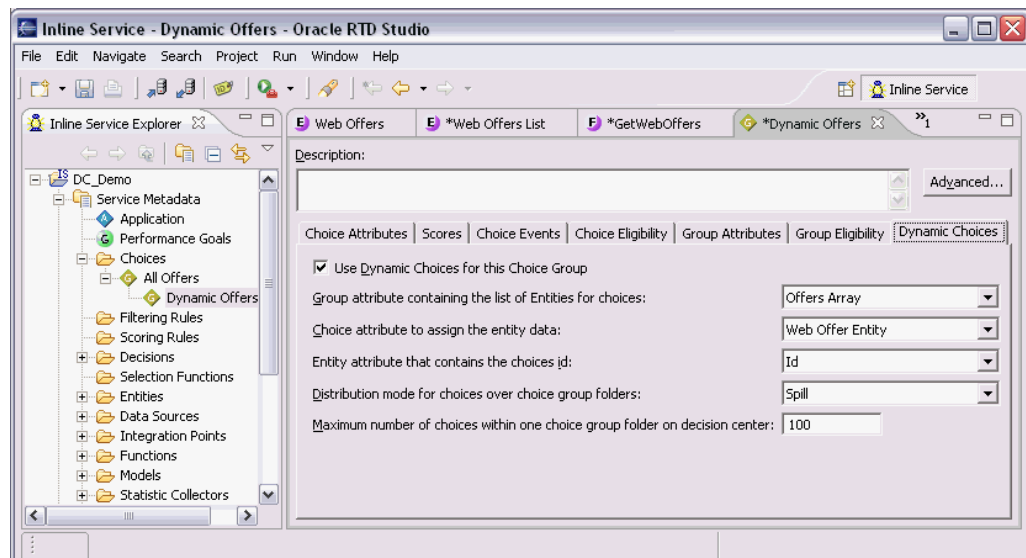 Inline Service - Dynamic Offers - Oracle RTD Studio
File Edit Navigate Search Project Run Window Help
Inline Service
Inline Service Explorer
Web Offers
*Web Offers List
*GetWebOffers
*Dynamic Offers
»1
DC_Demo
Service Metadata
Application
Performance Goals
Choices
All Offers
Dynamic Offers
Filtering Rules
Scoring Rules
Decisions
Selection Functions
Entities
Data Sources
Integration Points
Functions
Models
Statistic Collectors
Description:
Advanced...
Choice Attributes Scores Choice Events Choice Eligibility Group Attributes Group Eligibility Dynamic Choices
Use Dynamic Choices for this Choice Group
Group attribute containing the list of Entities for choices: Offers Array
Choice attribute to assign the entity data: Web Offer Entity
Entity attribute that contains the choices id: Id
Distribution mode for choices over choice group folders: Spill
Maximum number of choices within one choice group folder on decision center: 100